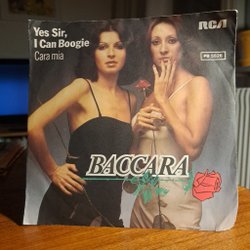 Yes Sir,
I Can Boogie
Cara mia
RCA
PB 5526
BACCARA